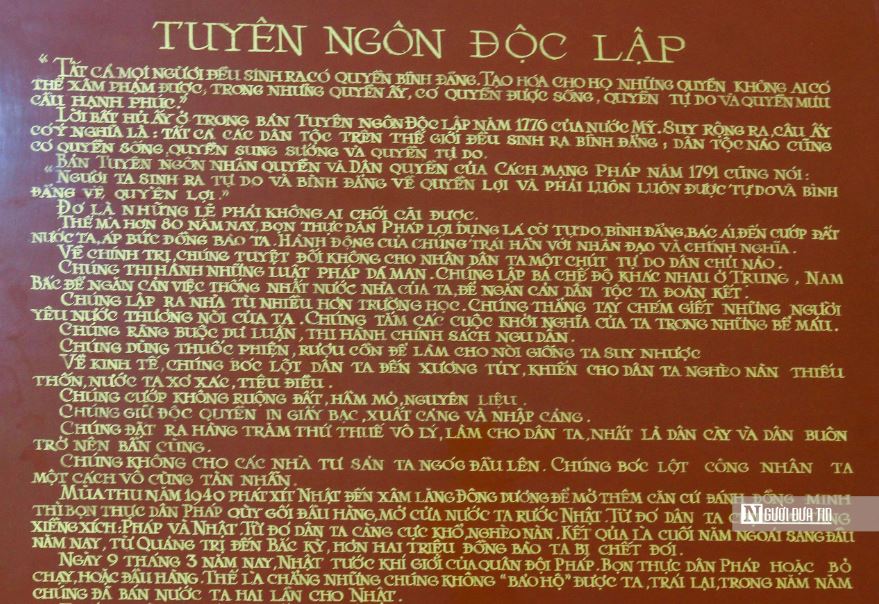 TUYÊN NGÔN ĐỘC LẬP
“TẤT CẢ MỌI NGƯỜI ĐỀU SINH RA CÓ QUYỀN BÌNH ĐẲNG. TẠO HÓA CHO HỌ NHỮNG QUYỀN KHÔNG AI CÓ
THỂ XÂM PHẠM ĐƯỢC; TRONG NHỮNG QUYỀN ẤY, CÓ QUYỀN ĐƯỢC SỐNG, QUYỀN TỰ DO VÀ QUYỀN MƯU
CẦU HẠNH PHÚC.”
LỜI BẤT HỦ ẤY Ở TRONG BẢN TUYÊN NGÔN ĐỘC LẬP NĂM 1776 CỦA NƯỚC MỸ. SUY RỘNG RA, CÂU ẤY
CÓ Ý NGHĨA LÀ: TẤT CẢ CÁC DÂN TỘC TRÊN THẾ GIỚI ĐỀU SINH RA BÌNH ĐẲNG; DÂN TỘC NÀO CŨNG
CÓ QUYỀN SỐNG, QUYỀN SUNG SƯỚNG VÀ QUYỀN TỰ DO.
“BẢN TUYÊN NGÔN NHÂN QUYỀN VÀ DÂN QUYỀN CỦA CÁCH MẠNG PHÁP NĂM 1791 CŨNG NÓI:
NGƯỜI TA SINH RA TỰ DO VÀ BÌNH ĐẲNG VỀ QUYỀN LỢI VÀ PHẢI LUÔN LUÔN ĐƯỢC TỰ DO VÀ BÌNH
ĐẲNG VỀ QUYỀN LỢI.”
ĐÓ LÀ NHỮNG LẼ PHẢI KHÔNG AI CHỐI CÃI ĐƯỢC.
THẾ MÀ HƠN 80 NĂM NAY, BỌN THỰC DÂN PHÁP LỢI DỤNG LÁ CỜ TỰ DO, BÌNH ĐẲNG, BÁC ÁI, ĐẾN CƯỚP ĐẤT
NƯỚC TA, ÁP BỨC ĐỒNG BÀO TA. HÀNH ĐỘNG CỦA CHÚNG TRÁI HẲN VỚI NHÂN ĐẠO VÀ CHÍNH NGHĨA.
VỀ CHÍNH TRỊ, CHÚNG TUYỆT ĐỐI KHÔNG CHO NHÂN DÂN TA MỘT CHÚT TỰ DO DÂN CHỦ NÀO.
CHÚNG THI HÀNH NHỮNG LUẬT PHÁP DÃ MAN. CHÚNG LẬP BA CHẾ ĐỘ KHÁC NHAU Ở TRUNG, NAM
BẮC ĐỂ NGĂN CẢN VIỆC THỐNG NHẤT NƯỚC NHÀ CỦA TA, ĐỂ NGĂN CẢN DÂN TỘC TA ĐOÀN KẾT.
CHÚNG LẬP RA NHÀ TÙ NHIỀU HƠN TRƯỜNG HỌC. CHÚNG THẲNG TAY CHÉM GIẾT NHỮNG NGƯỜI
YÊU NƯỚC THƯƠNG NÒI CỦA TA. CHÚNG TẮM CÁC CUỘC KHỞI NGHĨA CỦA TA TRONG NHỮNG BỂ MÁU.
CHÚNG RÀNG BUỘC DƯ LUẬN, THI HÀNH CHÍNH SÁCH NGU DÂN.
CHÚNG DÙNG THUỐC PHIỆN, RƯỢU CỒN ĐỂ LÀM CHO NÒI GIỐNG TA SUY NHƯỢC
VỀ KINH TẾ, CHÚNG BÓC LỘT DÂN TA ĐẾN XƯƠNG TỦY, KHIẾN CHO DÂN TA NGHÈO NÀN THIẾU
THỐN, NƯỚC TA XƠ XÁC, TIÊU ĐIỀU.
CHÚNG CƯỚP KHÔNG RUỘNG ĐẤT, HẦM MỎ, NGUYÊN LIỆU.
CHÚNG GIỮ ĐỘC QUYỀN IN GIẤY BẠC, XUẤT CẢNG VÀ NHẬP CẢNG.
CHÚNG ĐẶT RA HÀNG TRĂM THỨ THUẾ VÔ LÝ, LÀM CHO DÂN TA, NHẤT LÀ DÂN CÀY VÀ DÂN BUÔN
TRỞ NÊN BẦN CÙNG.
CHÚNG KHÔNG CHO CÁC NHÀ TƯ SẢN TA NGÓC ĐẦU LÊN. CHÚNG BÓC LỘT CÔNG NHÂN TA
MỘT CÁCH VÔ CÙNG TÀN NHẪN.
MÙA THU NĂM 1940 PHÁT XÍT NHẬT ĐẾN XÂM LĂNG ĐÔNG DƯƠNG ĐỂ MỞ THÊM CĂN CỨ ĐÁNH ĐỒNG MINH
THÌ BỌN THỰC DÂN PHÁP QUỲ GỐI ĐẦU HÀNG, MỞ CỬA NƯỚC TA RƯỚC NHẬT. TỪ ĐÓ DÂN TA
XIỀNG XÍCH: PHÁP VÀ NHẬT. TỪ ĐÓ DÂN TA CÀNG CỰC KHỔ, NGHÈO NÀN. KẾT QỦA LÀ CUỐI NĂM NGOÁI SANG ĐẦU
NĂM NAY, TỪ QUẢNG TRỊ ĐẾN BẮC KỲ, HƠN HAI TRIỆU ĐỒNG BÀO TA BỊ CHẾT ĐÓI.
NGÀY 9 THÁNG 3 NĂM NAY, NHẬT TƯỚC KHÍ GIỚI CỦA QUÂN ĐỘI PHÁP. BỌN THỰC DÂN PHÁP HOẶC BỎ
CHẠY, HOẶC ĐẦU HÀNG. THẾ LÀ CHẲNG NHỮNG CHÚNG KHÔNG “BẢO HỘ” ĐƯỢC TA, TRÁI LẠI, TRONG NĂM NĂM
CHÚNG ĐÃ BÁN NƯỚC TA HAI LẦN CHO NHẬT.
NGƯỜI ĐƯA TIN